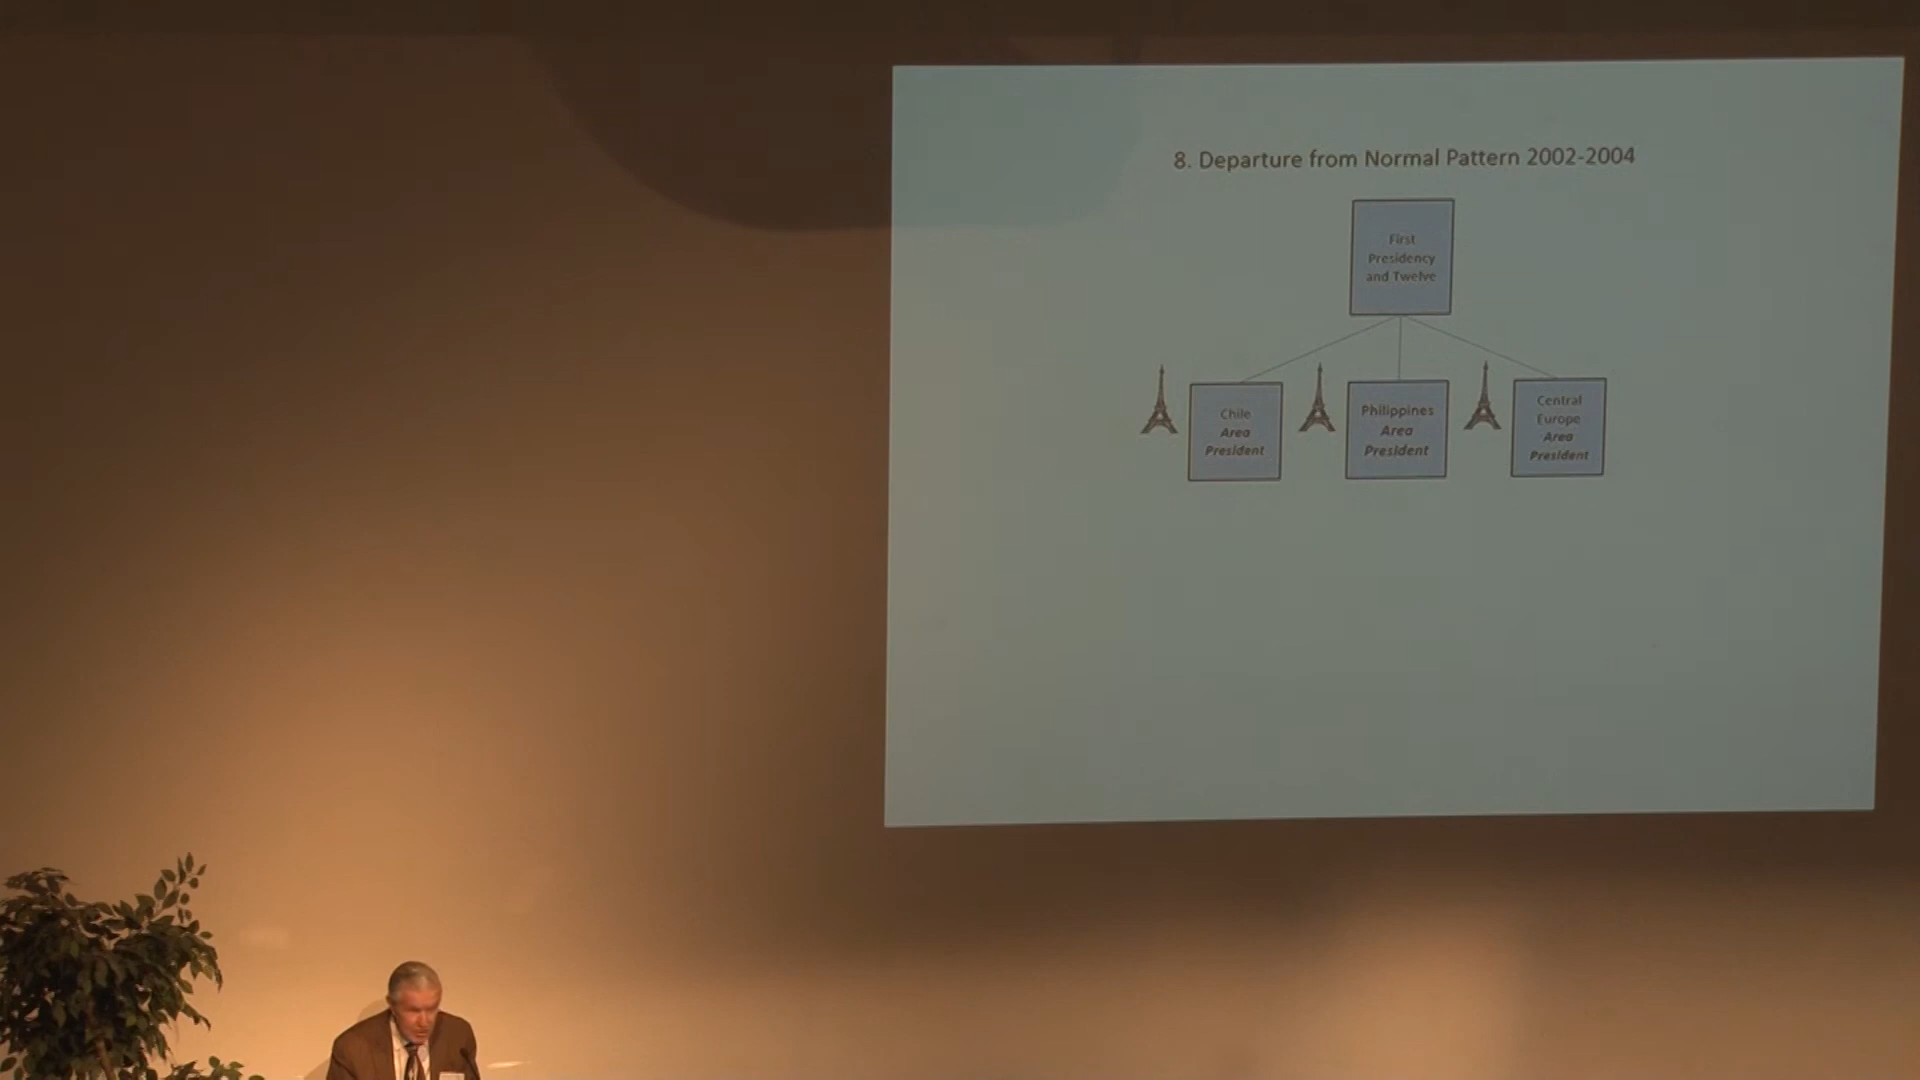 8. Departure from Normal Pattern 2002-2004
First
Presidency
and Twelve
Chile
Area
President
Philippines
Area
President
Central
Europe
Area
President